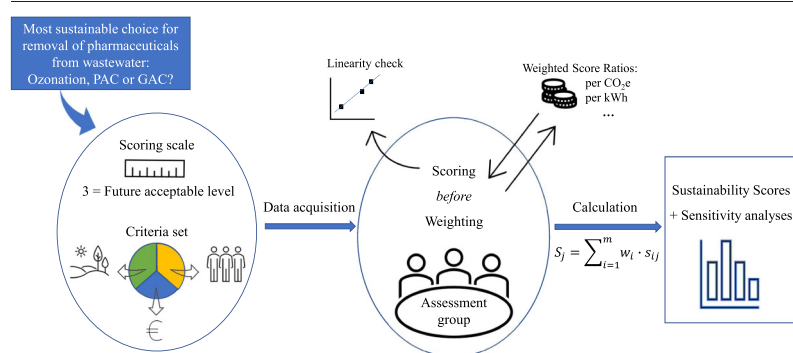 Most sustainable choice for
removal of pharmaceuticals
from wastewater:
Ozonation, PAC or GAC?
Scoring scale
3 = Future acceptable level
Criteria set
€
Data acquisition
Linearity check
Weighted Score Ratios:
per CO₂e
per kWh
...
Scoring
before
Weighting
Assessment
group
Calculation
Sⱼ = ∑ᵐᵢ₌₁ wᵢ · sᵢⱼ
Sustainability Scores
+ Sensitivity analyses